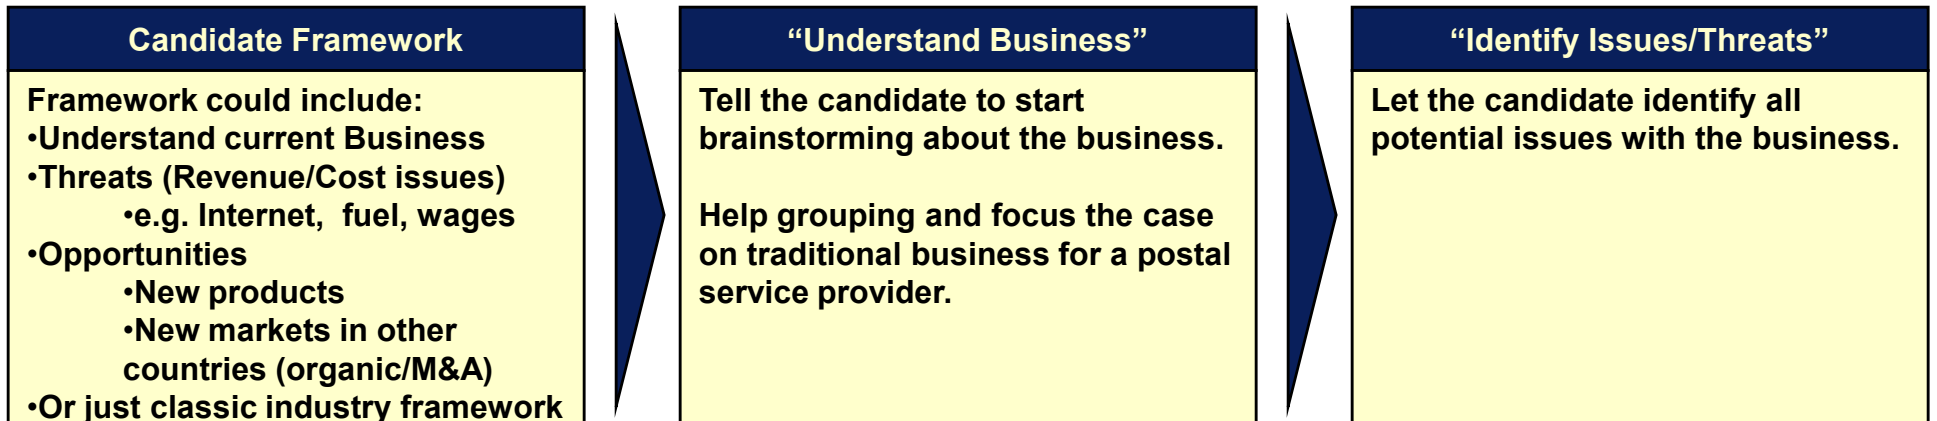 Candidate Framework
Framework could include:
•Understand current Business
•Threats (Revenue/Cost issues)
•e.g. Internet, fuel, wages
•Opportunities
•New products
•New markets in other
countries (organic/M&A)
•Or just classic industry framework
“Understand Business”
Tell the candidate to start
brainstorming about the business.
Help grouping and focus the case
on traditional business for a postal
service provider.
“Identify Issues/Threats”
Let the candidate identify all
potential issues with the business.